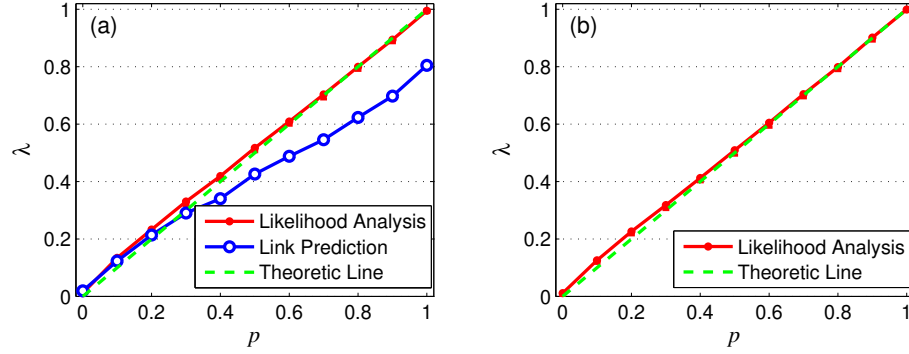 (a)
1
0.8
0.6
0.4
0.2
0
λ
Likelihood Analysis
Link Prediction
Theoretic Line
0 0.2 0.4 0.6 0.8 1
p
(b)
1
0.8
0.6
0.4
0.2
0
λ
Likelihood Analysis
Theoretic Line
0 0.2 0.4 0.6 0.8 1
p